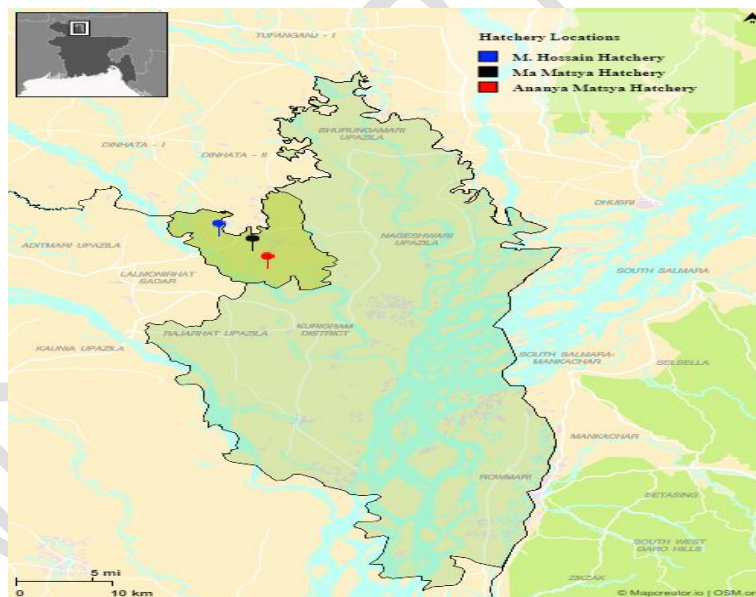 Hatchery Locations
M. Hossain Hatchery
Ma Matsya Hatchery
Ananya Matsya Hatchery
TUFANGANJ - I
BHURUNGAMARI
UPAZILA
DINHATA - I
DINHATA - II
DHUBRI
NAGESHWARI
UPAZILA
ADITMARI UPAZILA
LALMONIRHAT
SADAR
SOUTH SALMARA
RAJARHAT UPAZILA
KURIGRAM
DISTRICT
KAUNIA UPAZILA
SOUTH SALMARA-
MANKACHAR
SELBELLA
MANKACHAR
ROWMARI
BETASING
SOUTH WEST
GARO HILLS
ZIKZAK
5 mi
0
10 km
© Mapcreator.io | OSM.or